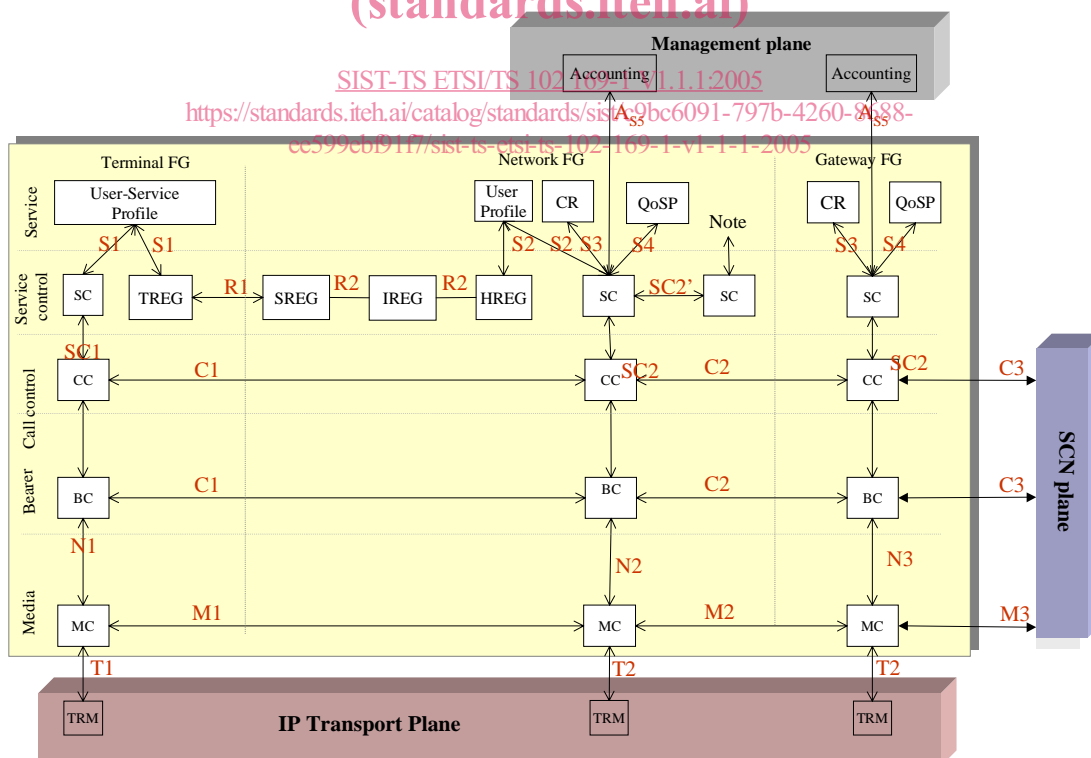 (standards.iteh.ai)
Management plane
Accounting
Accounting
SIST-TS ETSI/TS 102 169-1 V1.1.1:2005
https://standards.iteh.ai/catalog/standards/sist/c9bc6091-797b-4260-8688-
ee599ebf91f7/sist-ts-etsi-ts-102-169-1-v1-1-1-2005
AS5
AS5
Terminal FG
Network FG
Gateway FG
Service
User-Service
Profile
User
Profile
CR
QoSP
Note
CR
QoSP
S1
S1
S2
S2
S3
S4
S3
S4
Service
control
SC
TREG
R1
SREG
R2
IREG
R2
HREG
SC
SC2’
SC
SC
SC1
SC2
SC2
Call control
CC
C1
CC
C2
CC
C3
Bearer
BC
C1
BC
C2
BC
C3
SCN plane
N1
N2
N3
Media
MC
M1
MC
M2
MC
M3
T1
T2
T2
TRM
IP Transport Plane
TRM
TRM